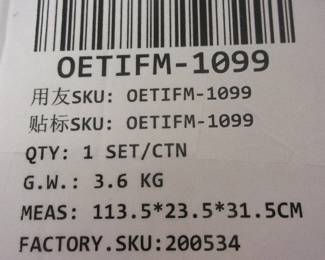 OETIFM-1099
用友SKU: OETIFM-1099
贴标SKU: OETIFM-1099
QTY: 1 SET/CTN
G.W.: 3.6 KG
MEAS: 113.5*23.5*31.5CM
FACTORY.SKU:200534